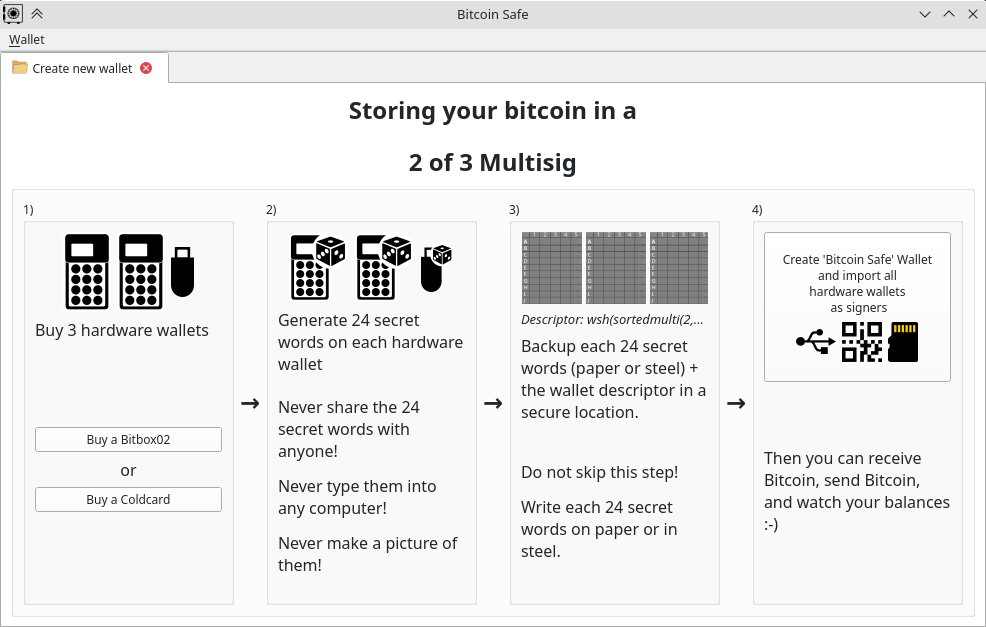 Bitcoin Safe
Wallet
Create new wallet
Storing your bitcoin in a
2 of 3 Multisig
1)
Buy 3 hardware wallets
Buy a Bitbox02
or
Buy a Coldcard
→
2)
Generate 24 secret
words on each hardware
wallet
Never share the 24
secret words with
anyone!
Never type them into
any computer!
Never make a picture of
them!
→
3)
Descriptor: wsh(sortedmulti(2,...
Backup each 24 secret
words (paper or steel) +
the wallet descriptor in a
secure location.
Do not skip this step!
Write each 24 secret
words on paper or in
steel.
→
4)
Create 'Bitcoin Safe' Wallet
and import all
hardware wallets
as signers
Then you can receive
Bitcoin, send Bitcoin,
and watch your balances
:-)